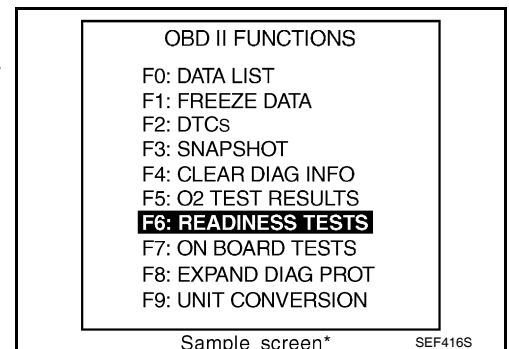 OBD II FUNCTIONS
F0: DATA LIST
F1: FREEZE DATA
F2: DTCs
F3: SNAPSHOT
F4: CLEAR DIAG INFO
F5: O2 TEST RESULTS
F6: READINESS TESTS
F7: ON BOARD TESTS
F8: EXPAND DIAG PROT
F9: UNIT CONVERSION
Sample screen*
SEF416S